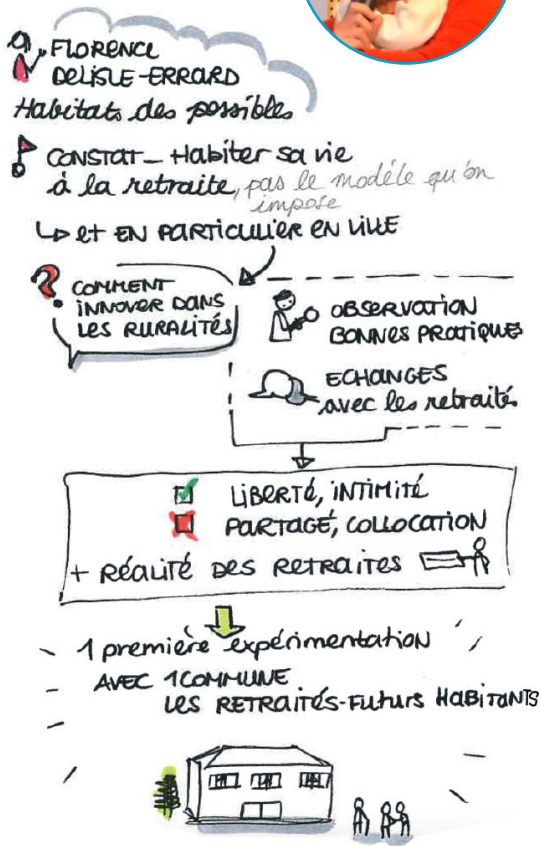 FLORENCE
DELISLE-ERRARD
Habitats des possibles
CONSTAT _ Habiter sa vie
à la retraite, pas le modèle qu'on
impose
↳ et EN PARTICULIER EN VILLE
?
COMMENT
INNOVER DANS
LES RURALITÉS
OBSERVATION
BONNES PRATIQUES
ECHANGES
avec les retraité.
LIBERTÉ, INTIMITÉ
PARTAGÉ, COLLOCATION
+ RÉALITÉ DES RETRAITES
1 première expérimentation
AVEC 1 COMMUNE
LES RETRAITÉS-FUTURS HABITANTS